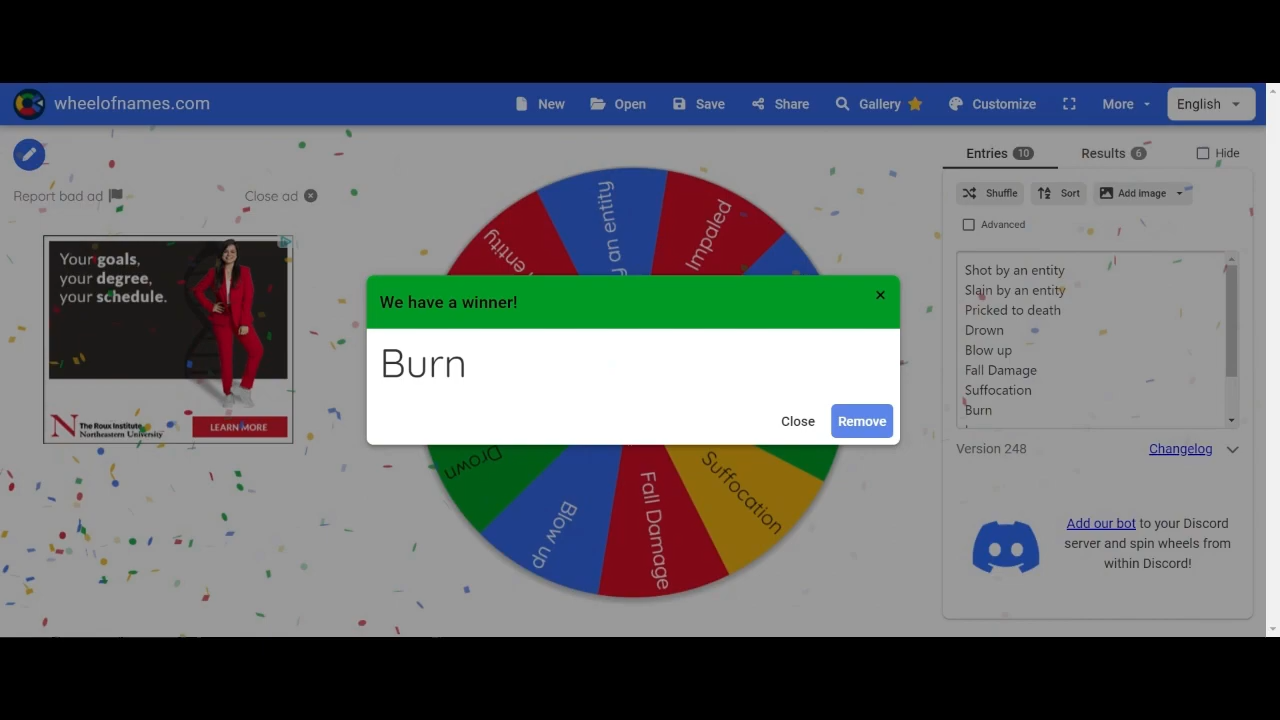 wheelofnames.com
New
Open
Save
Share
Gallery
Customize
More
English
Report bad ad
Close ad
Your goals,
your degree,
your schedule.
N
The Roux Institute
Northeastern University
LEARN MORE
entity
y an entity
Impaled
Drown
Blow up
Fall Damage
Suffocation
We have a winner!
×
Burn
Close
Remove
Entries 10
Results 6
Hide
Shuffle
Sort
Add image
Advanced
Shot by an entity
Slain by an entity
Pricked to death
Drown
Blow up
Fall Damage
Suffocation
Burn
Version 248
Changelog
Add our bot to your Discord
server and spin wheels from
within Discord!